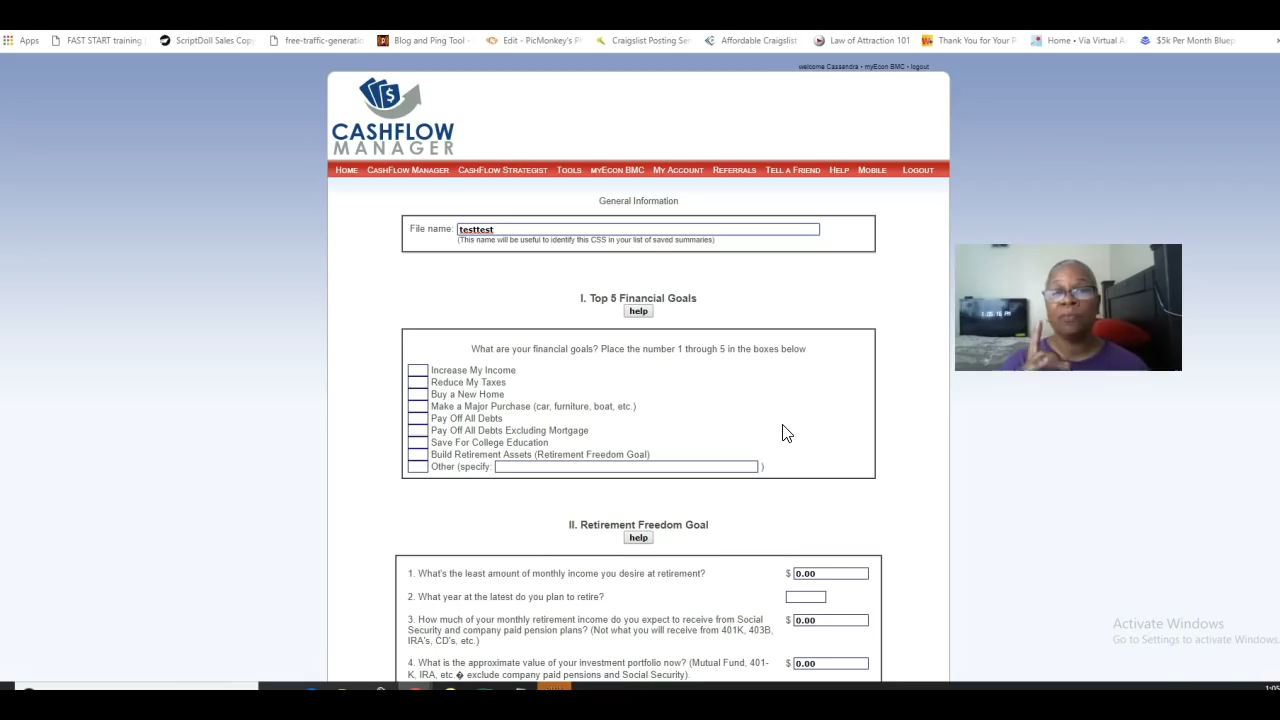 Apps
FAST START training
ScriptDoll Sales Cop
free-traffic-generati
Blog and Ping Tool -
Edit - PicMonkey's P
Craigslist Posting Ser
Affordable Craigslist
Law of Attraction 101
Thank You for Your P
Home • Via Virtual A
$5k Per Month Bluep
welcome Cassandra • myEcon BMC • logout
CASHFLOW
MANAGER
HOME CASHFLOW MANAGER CASHFLOW STRATEGIST TOOLS MYECON BMC MY ACCOUNT REFERRALS TELL A FRIEND HELP MOBILE LOGOUT
General Information
File name: testtest
(This name will be useful to identify this CSS in your list of saved summaries)
I. Top 5 Financial Goals
help
What are your financial goals? Place the number 1 through 5 in the boxes below
Increase My Income
Reduce My Taxes
Buy a New Home
Make a Major Purchase (car, furniture, boat, etc.)
Pay Off All Debts
Pay Off All Debts Excluding Mortgage
Save For College Education
Build Retirement Assets (Retirement Freedom Goal)
Other (specify: )
1:05:16 PM
II. Retirement Freedom Goal
help
1. What's the least amount of monthly income you desire at retirement? $ 0.00
2. What year at the latest do you plan to retire?
3. How much of your monthly retirement income do you expect to receive from Social $ 0.00
Security and company paid pension plans? (Not what you will receive from 401K, 403B,
IRA's, CD's, etc.)
4. What is the approximate value of your investment portfolio now? (Mutual Fund, 401- $ 0.00
K, IRA, etc.� exclude company paid pensions and Social Security).
Activate Windows
Go to Settings to activate Windows.
1:05